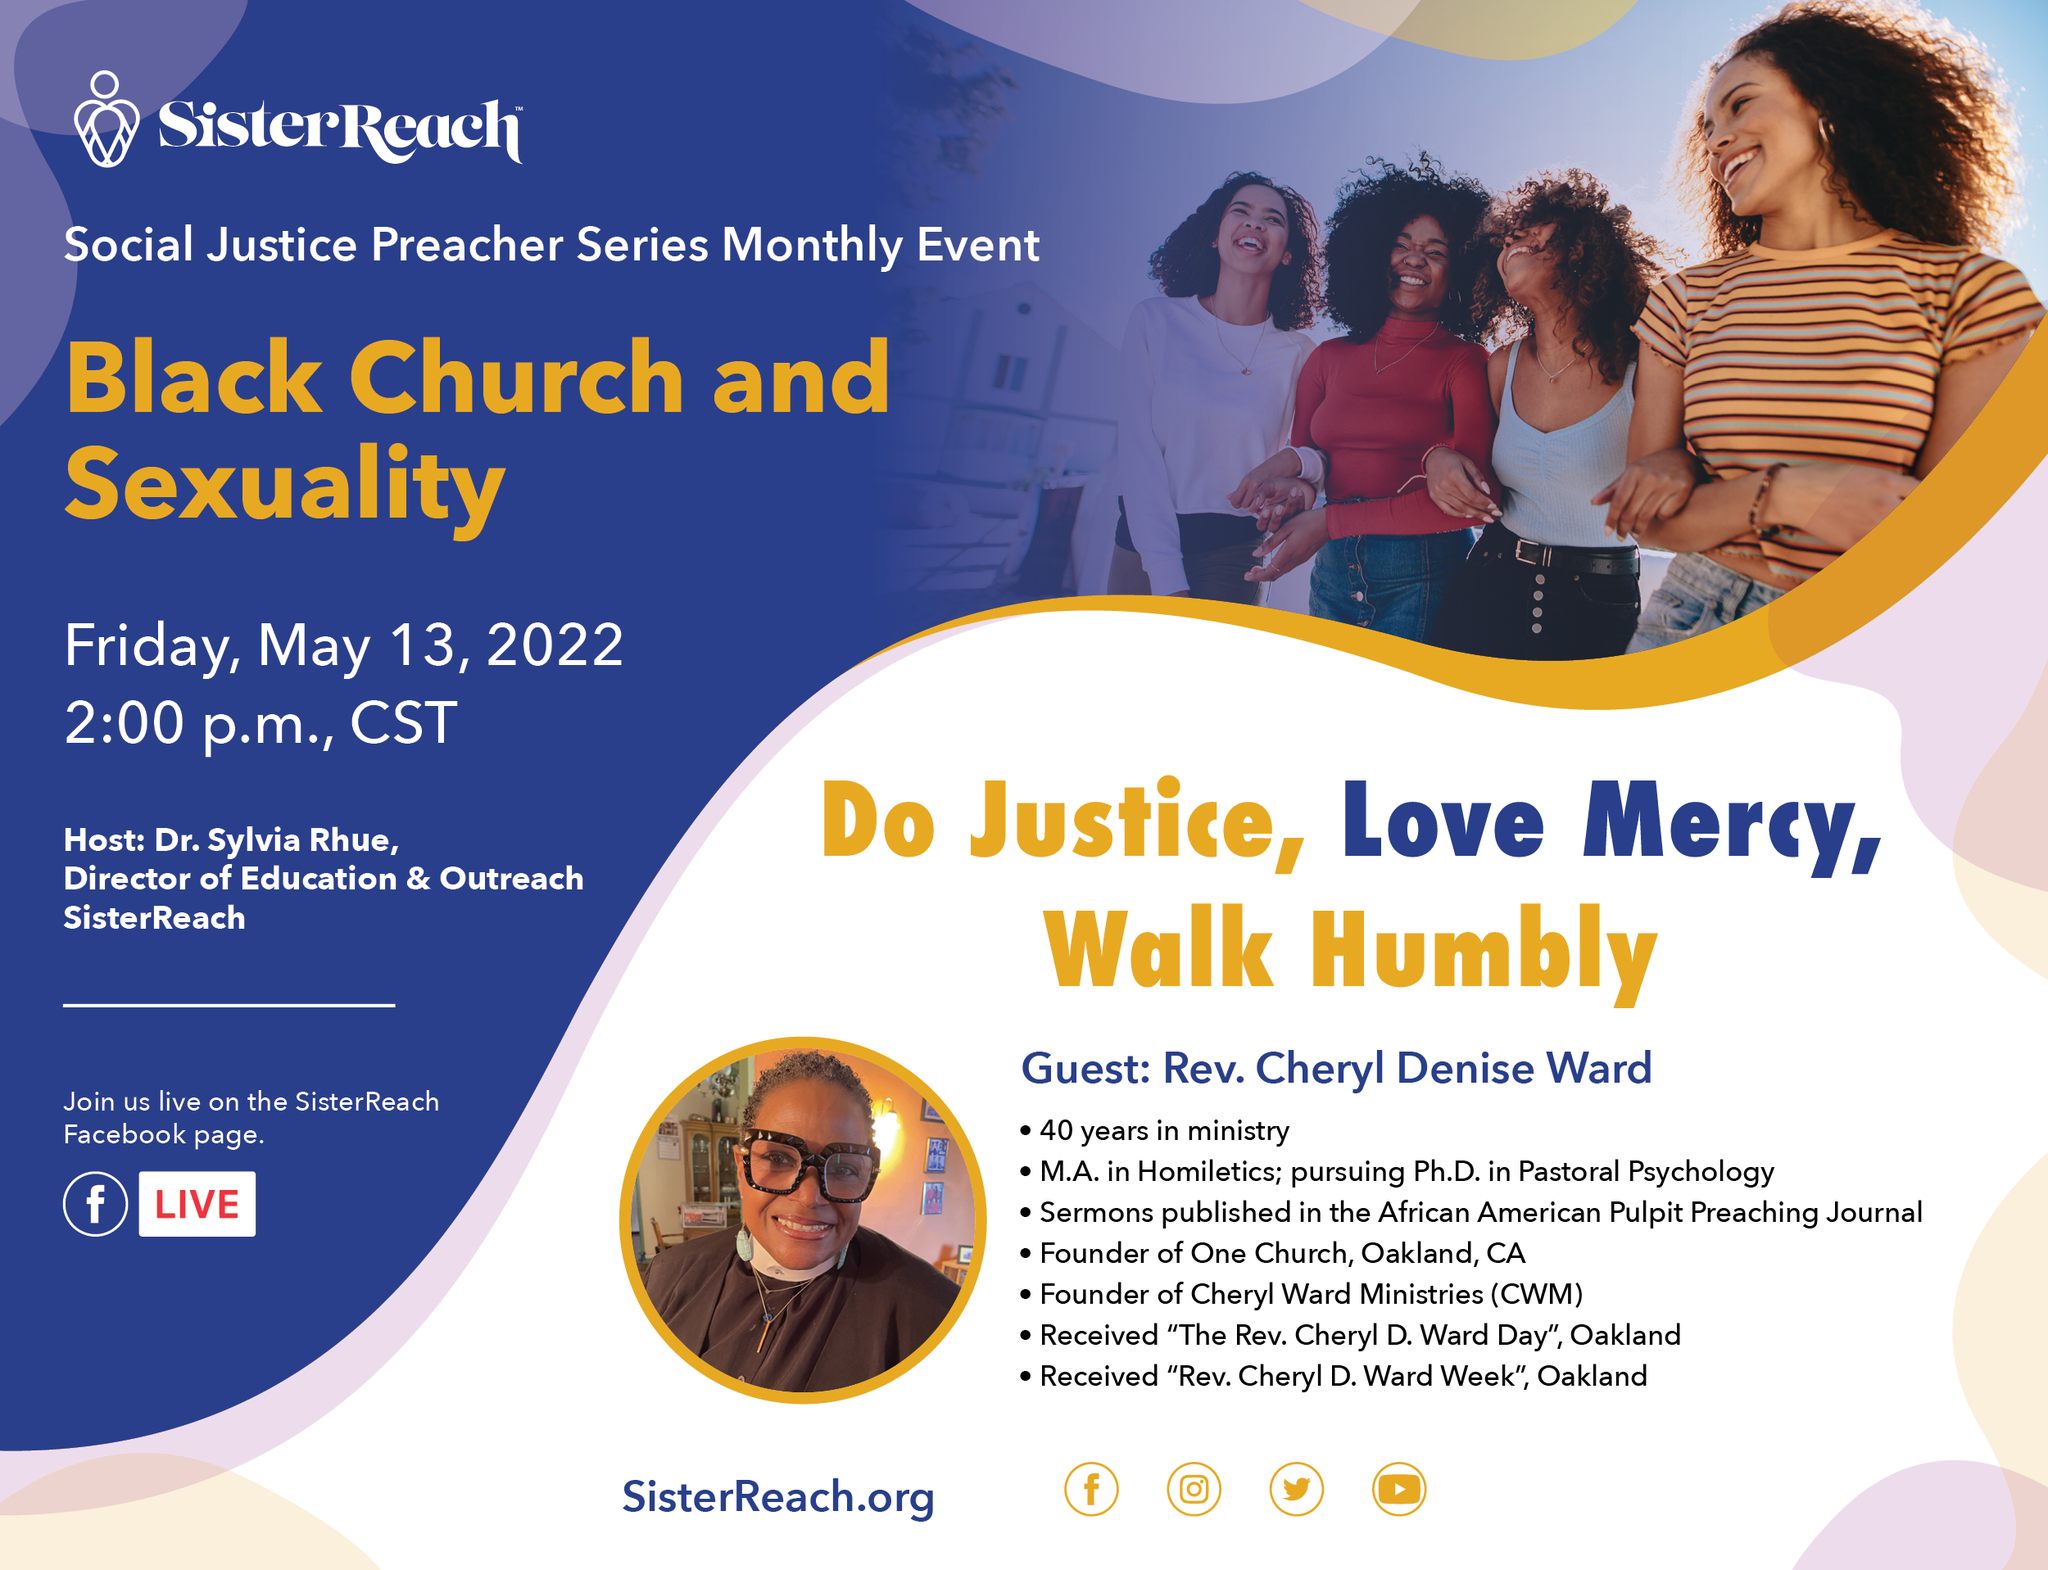 SisterReach™
Social Justice Preacher Series Monthly Event
Black Church and
Sexuality
Friday, May 13, 2022
2:00 p.m., CST
Host: Dr. Sylvia Rhue,
Director of Education & Outreach
SisterReach
Join us live on the SisterReach
Facebook page.
f LIVE
Do Justice, Love Mercy,
Walk Humbly
Guest: Rev. Cheryl Denise Ward
• 40 years in ministry
• M.A. in Homiletics; pursuing Ph.D. in Pastoral Psychology
• Sermons published in the African American Pulpit Preaching Journal
• Founder of One Church, Oakland, CA
• Founder of Cheryl Ward Ministries (CWM)
• Received “The Rev. Cheryl D. Ward Day”, Oakland
• Received “Rev. Cheryl D. Ward Week”, Oakland
SisterReach.org